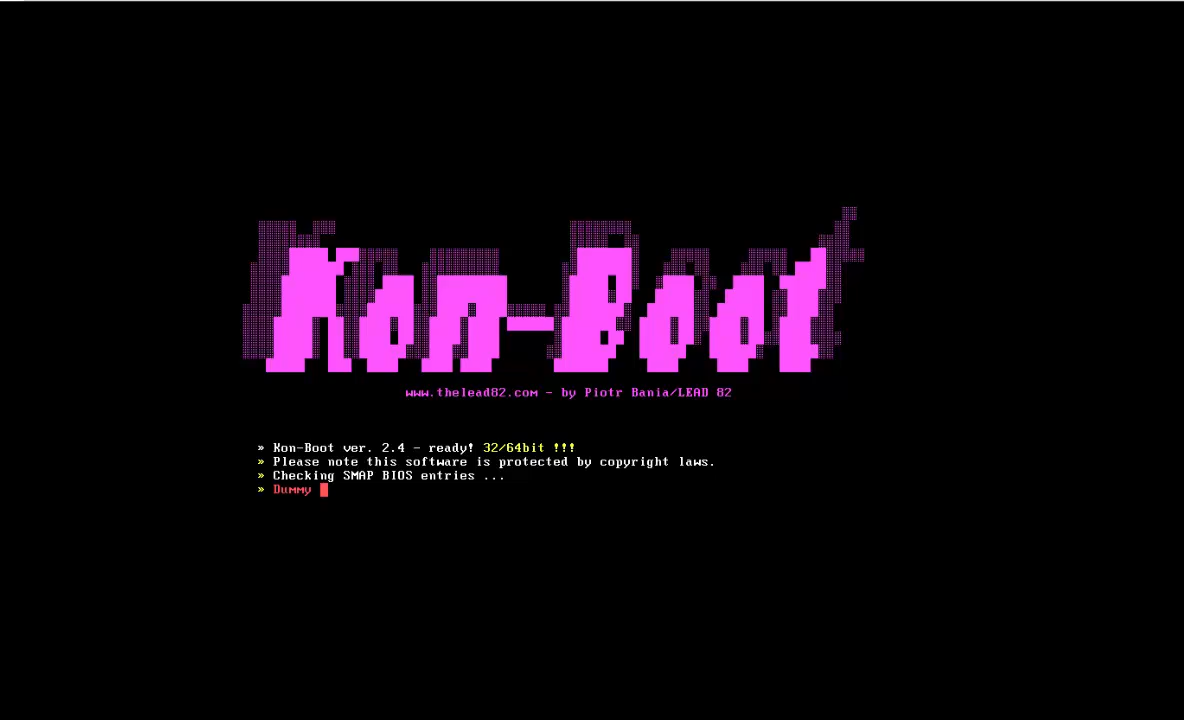 Kon-Boot
www.thelead82.com - by Piotr Bania/LEAD 82
» Kon-Boot ver. 2.4 - ready! 32/64bit !!!
» Please note this software is protected by copyright laws.
» Checking SMAP BIOS entries ...
» Dummy